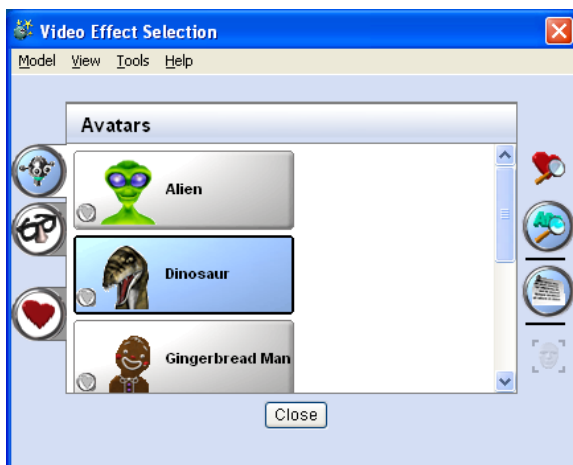 Video Effect Selection
Model View Tools Help
Avatars
Alien
Dinosaur
Gingerbread Man
Close